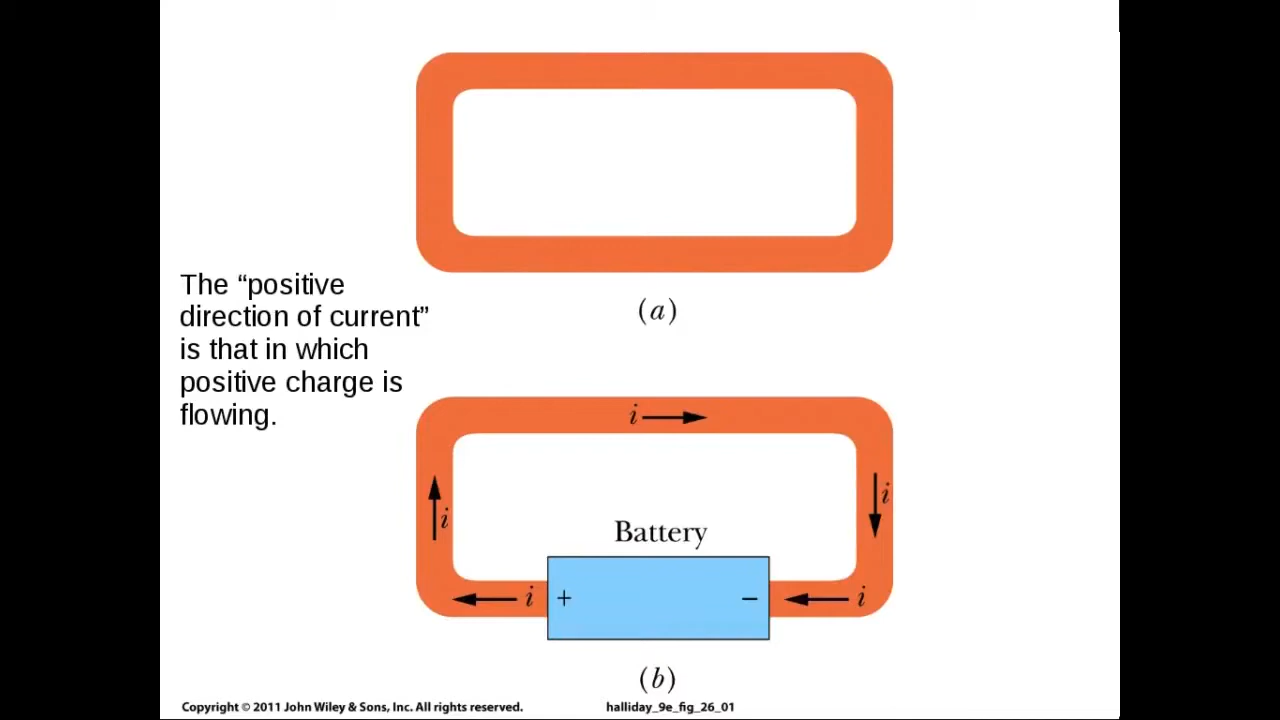 The “positive
direction of current”
is that in which
positive charge is
flowing.
(a)
i
i
i
Battery
i
+
−
i
(b)
Copyright © 2011 John Wiley & Sons, Inc. All rights reserved.
halliday_9e_fig_26_01